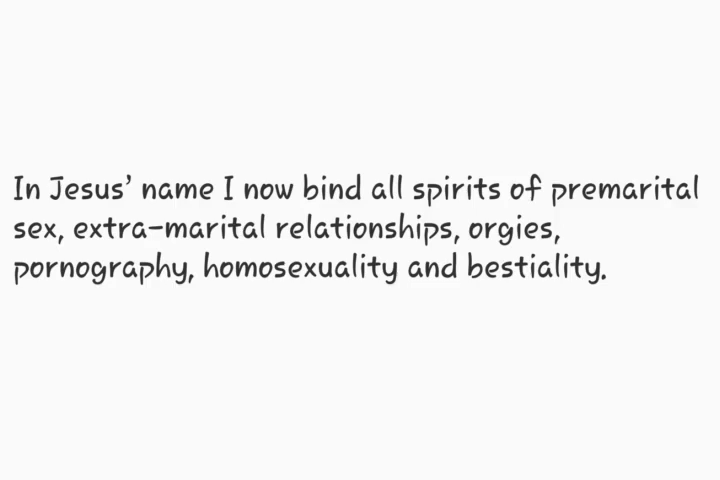 In Jesus’ name I now bind all spirits of premarital
sex, extra-marital relationships, orgies,
pornography, homosexuality and bestiality.